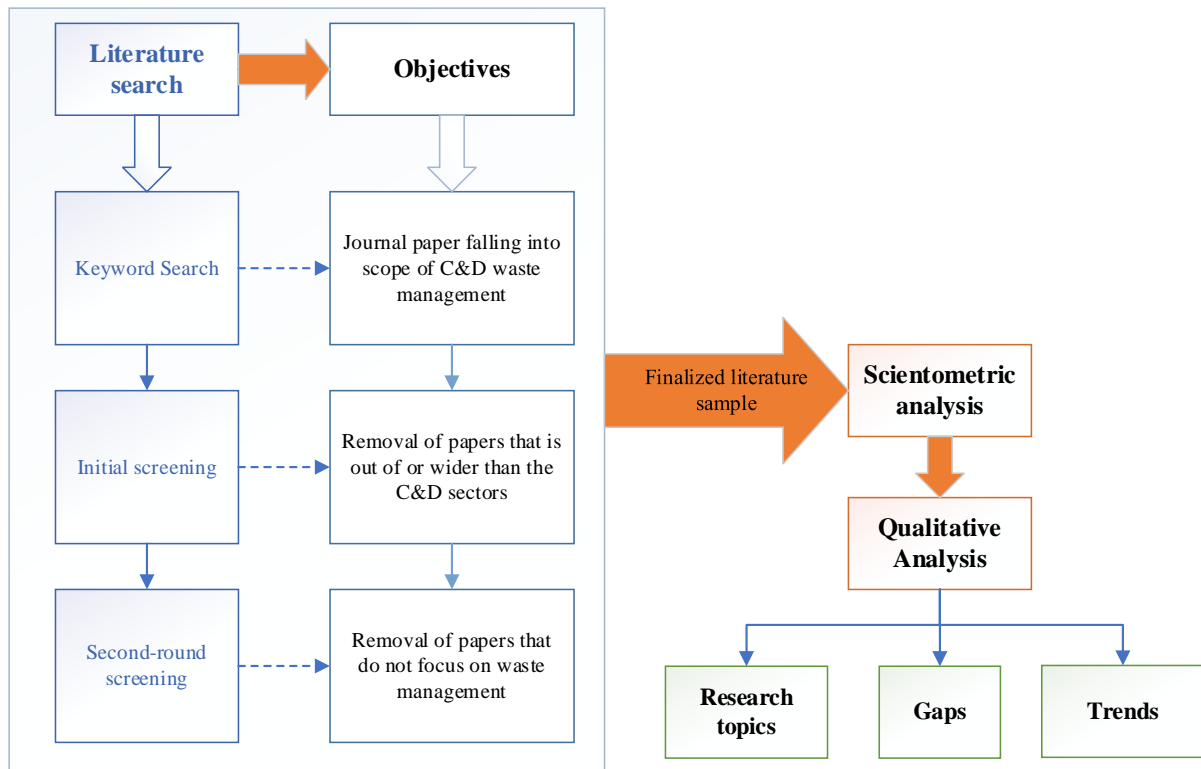 Literature
search
Objectives
Keyword Search
Journal paper falling into
scope of C&D waste
management
Initial screening
Removal of papers that is
out of or wider than the
C&D sectors
Second-round
screening
Removal of papers that
do not focus on waste
management
Finalized literature
sample
Scientometric
analysis
Qualitative
Analysis
Research
topics
Gaps
Trends